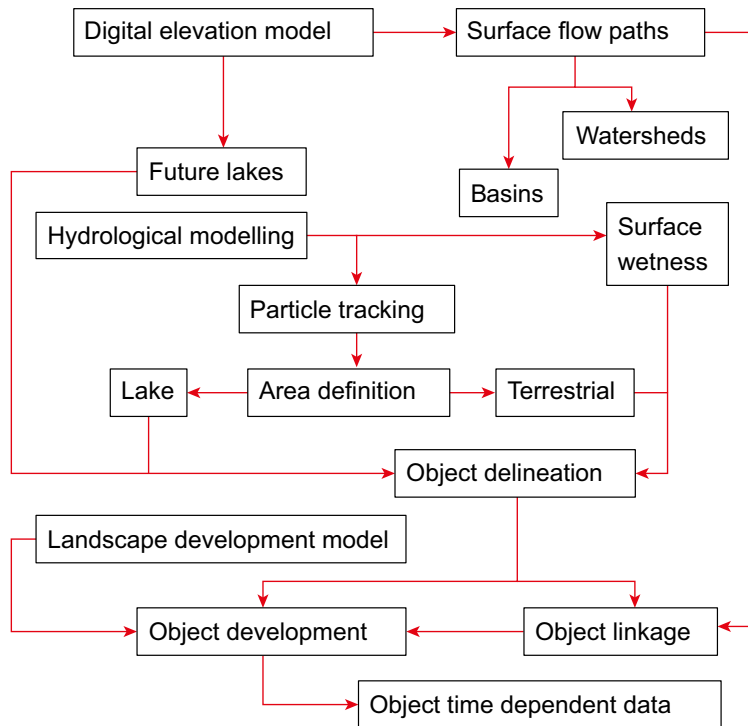 Digital elevation model
Surface flow paths
Watersheds
Future lakes
Basins
Hydrological modelling
Surface
wetness
Particle tracking
Lake
Area definition
Terrestrial
Object delineation
Landscape development model
Object development
Object linkage
Object time dependent data